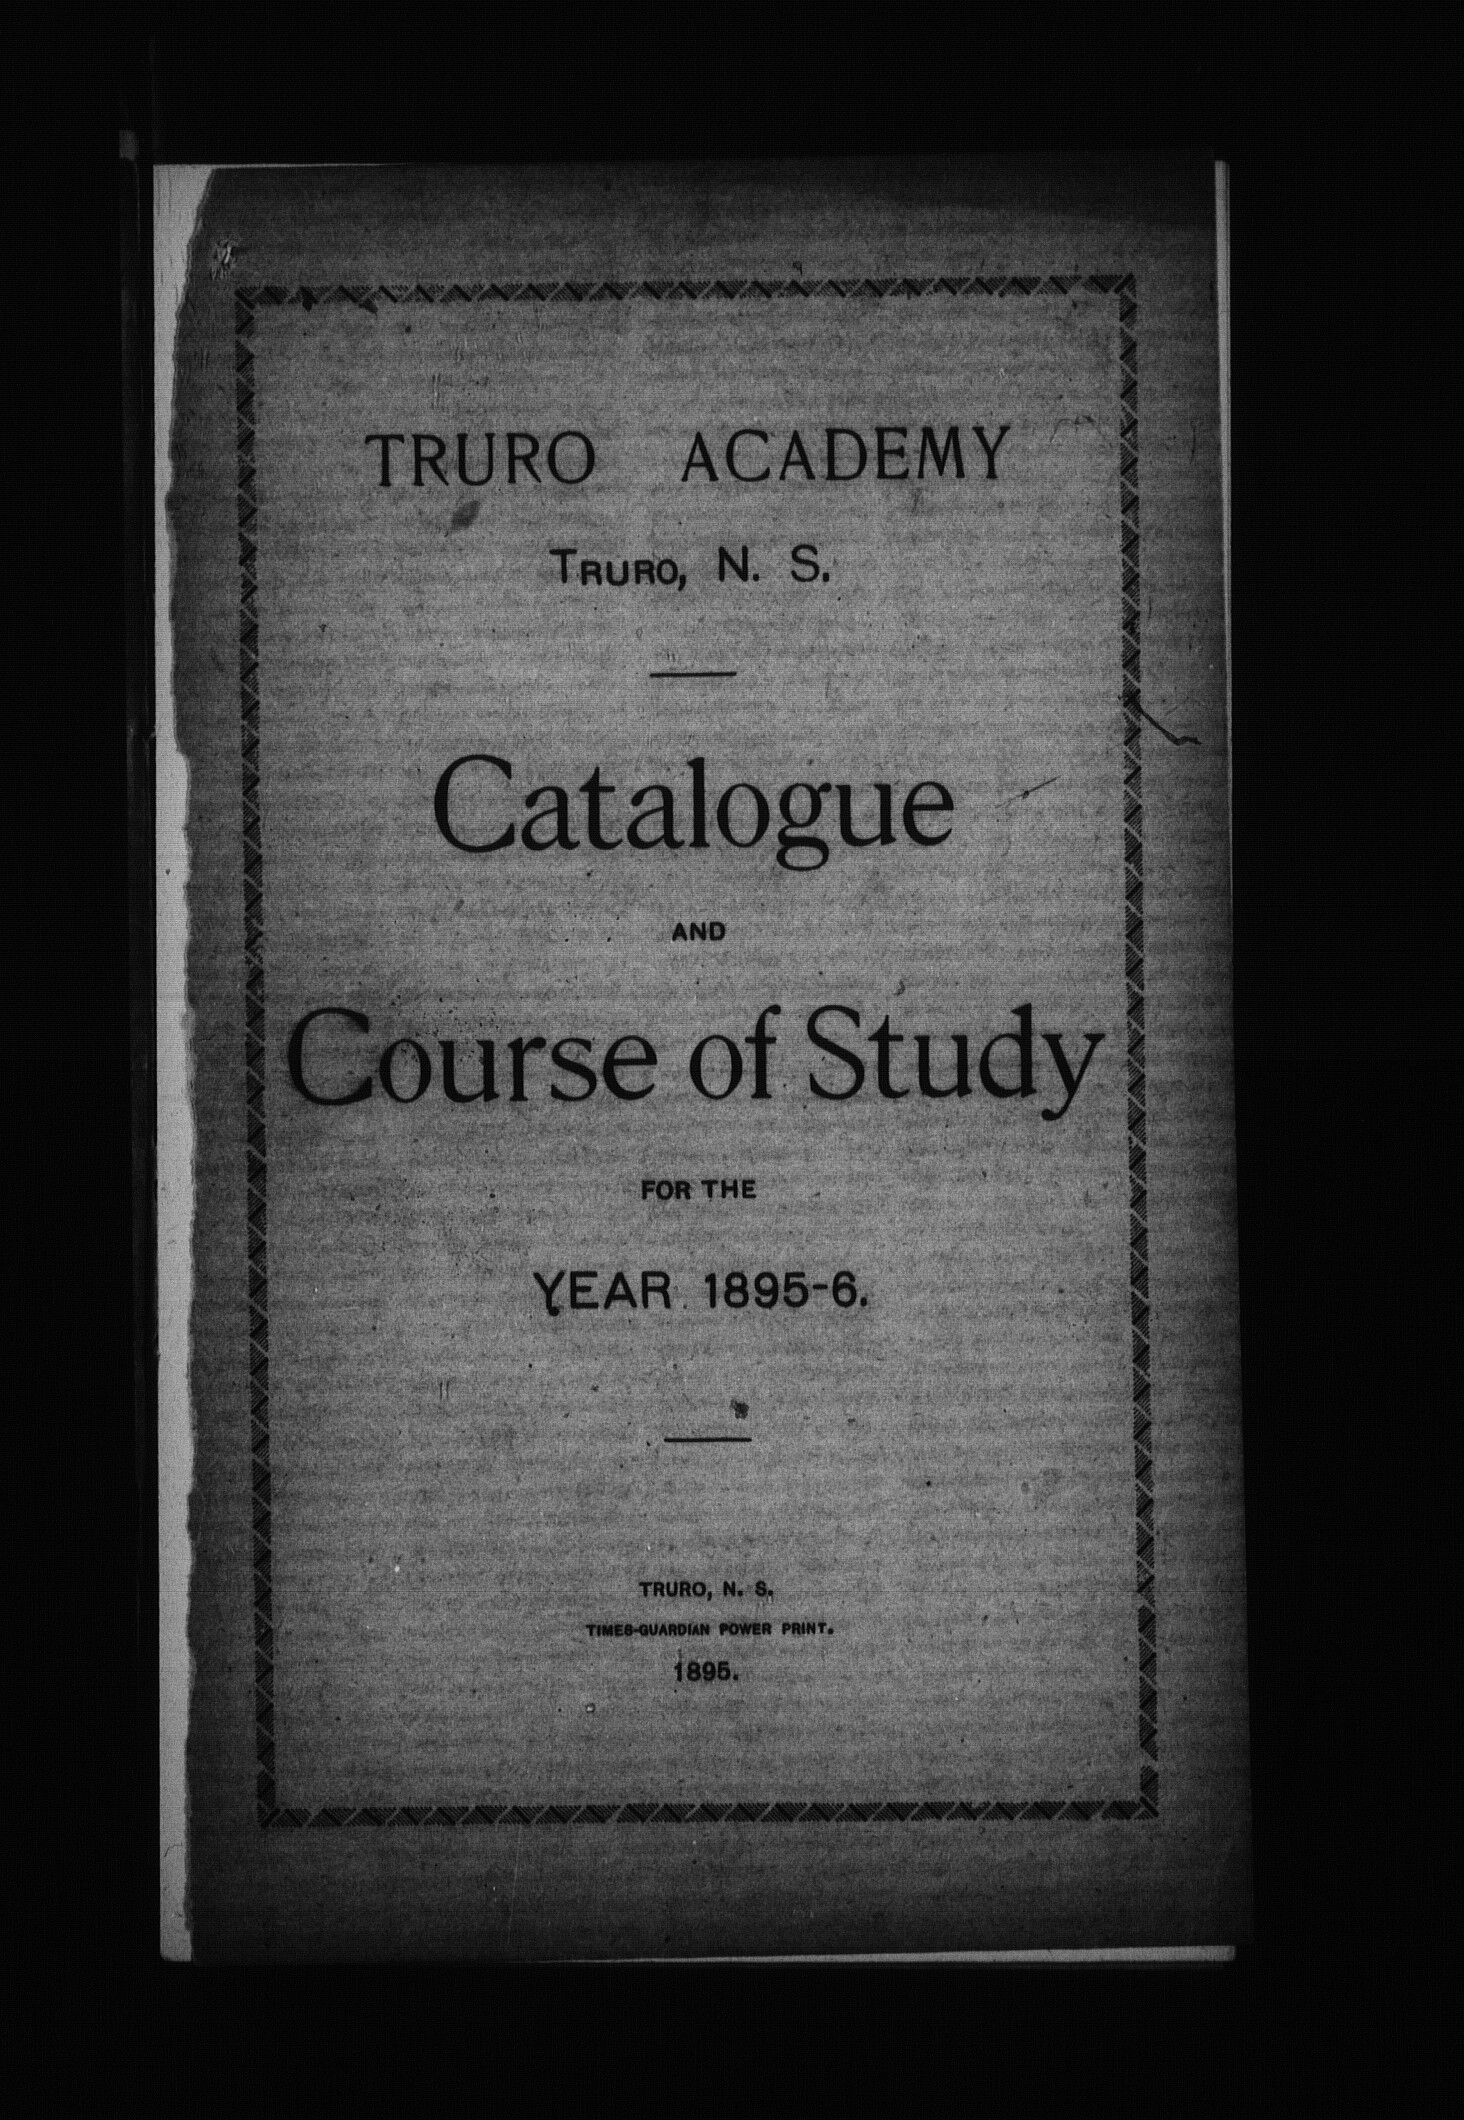 TRURO ACADEMY
TRURO, N. S.
Catalogue
AND
Course of Study
FOR THE
YEAR 1895-6.
TRURO, N. S.
TIMES-GUARDIAN POWER PRINT.
1895.